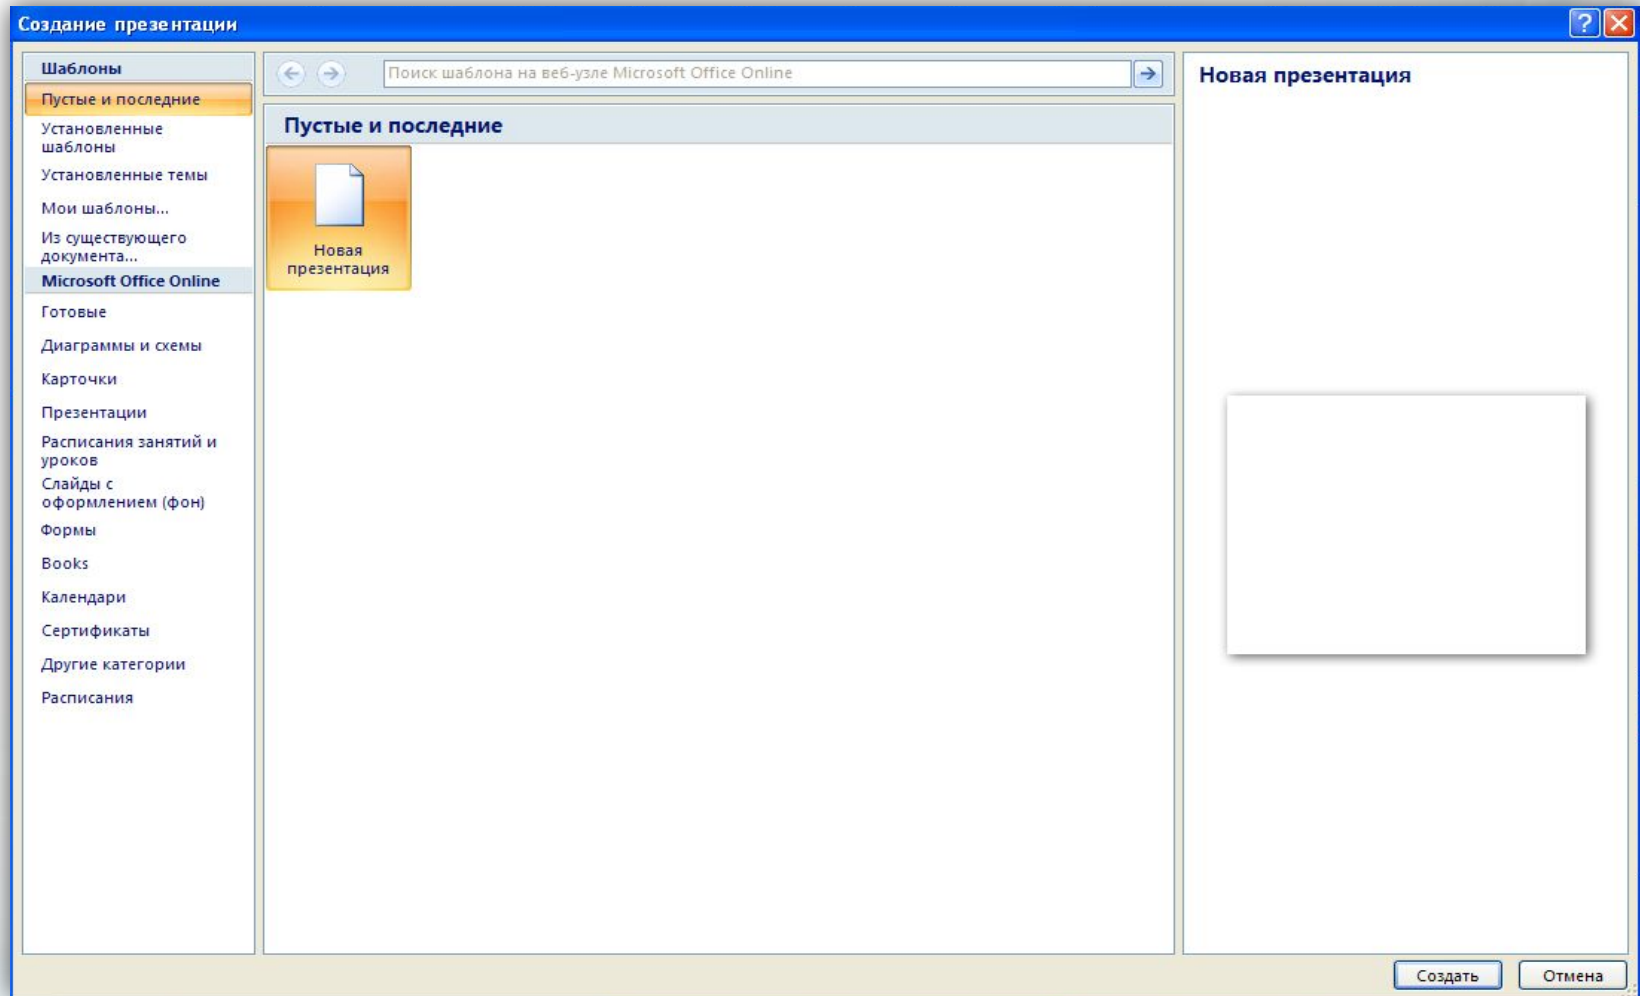 Создание презентации
Шаблоны
Пустые и последние
Установленные
шаблоны
Установленные темы
Мои шаблоны...
Из существующего
документа...
Microsoft Office Online
Готовые
Диаграммы и схемы
Карточки
Презентации
Расписания занятий и
уроков
Слайды с
оформлением (фон)
Формы
Books
Календари
Сертификаты
Другие категории
Расписания
Поиск шаблона на веб-узле Microsoft Office Online
Пустые и последние
Новая
презентация
Новая презентация
Создать
Отмена